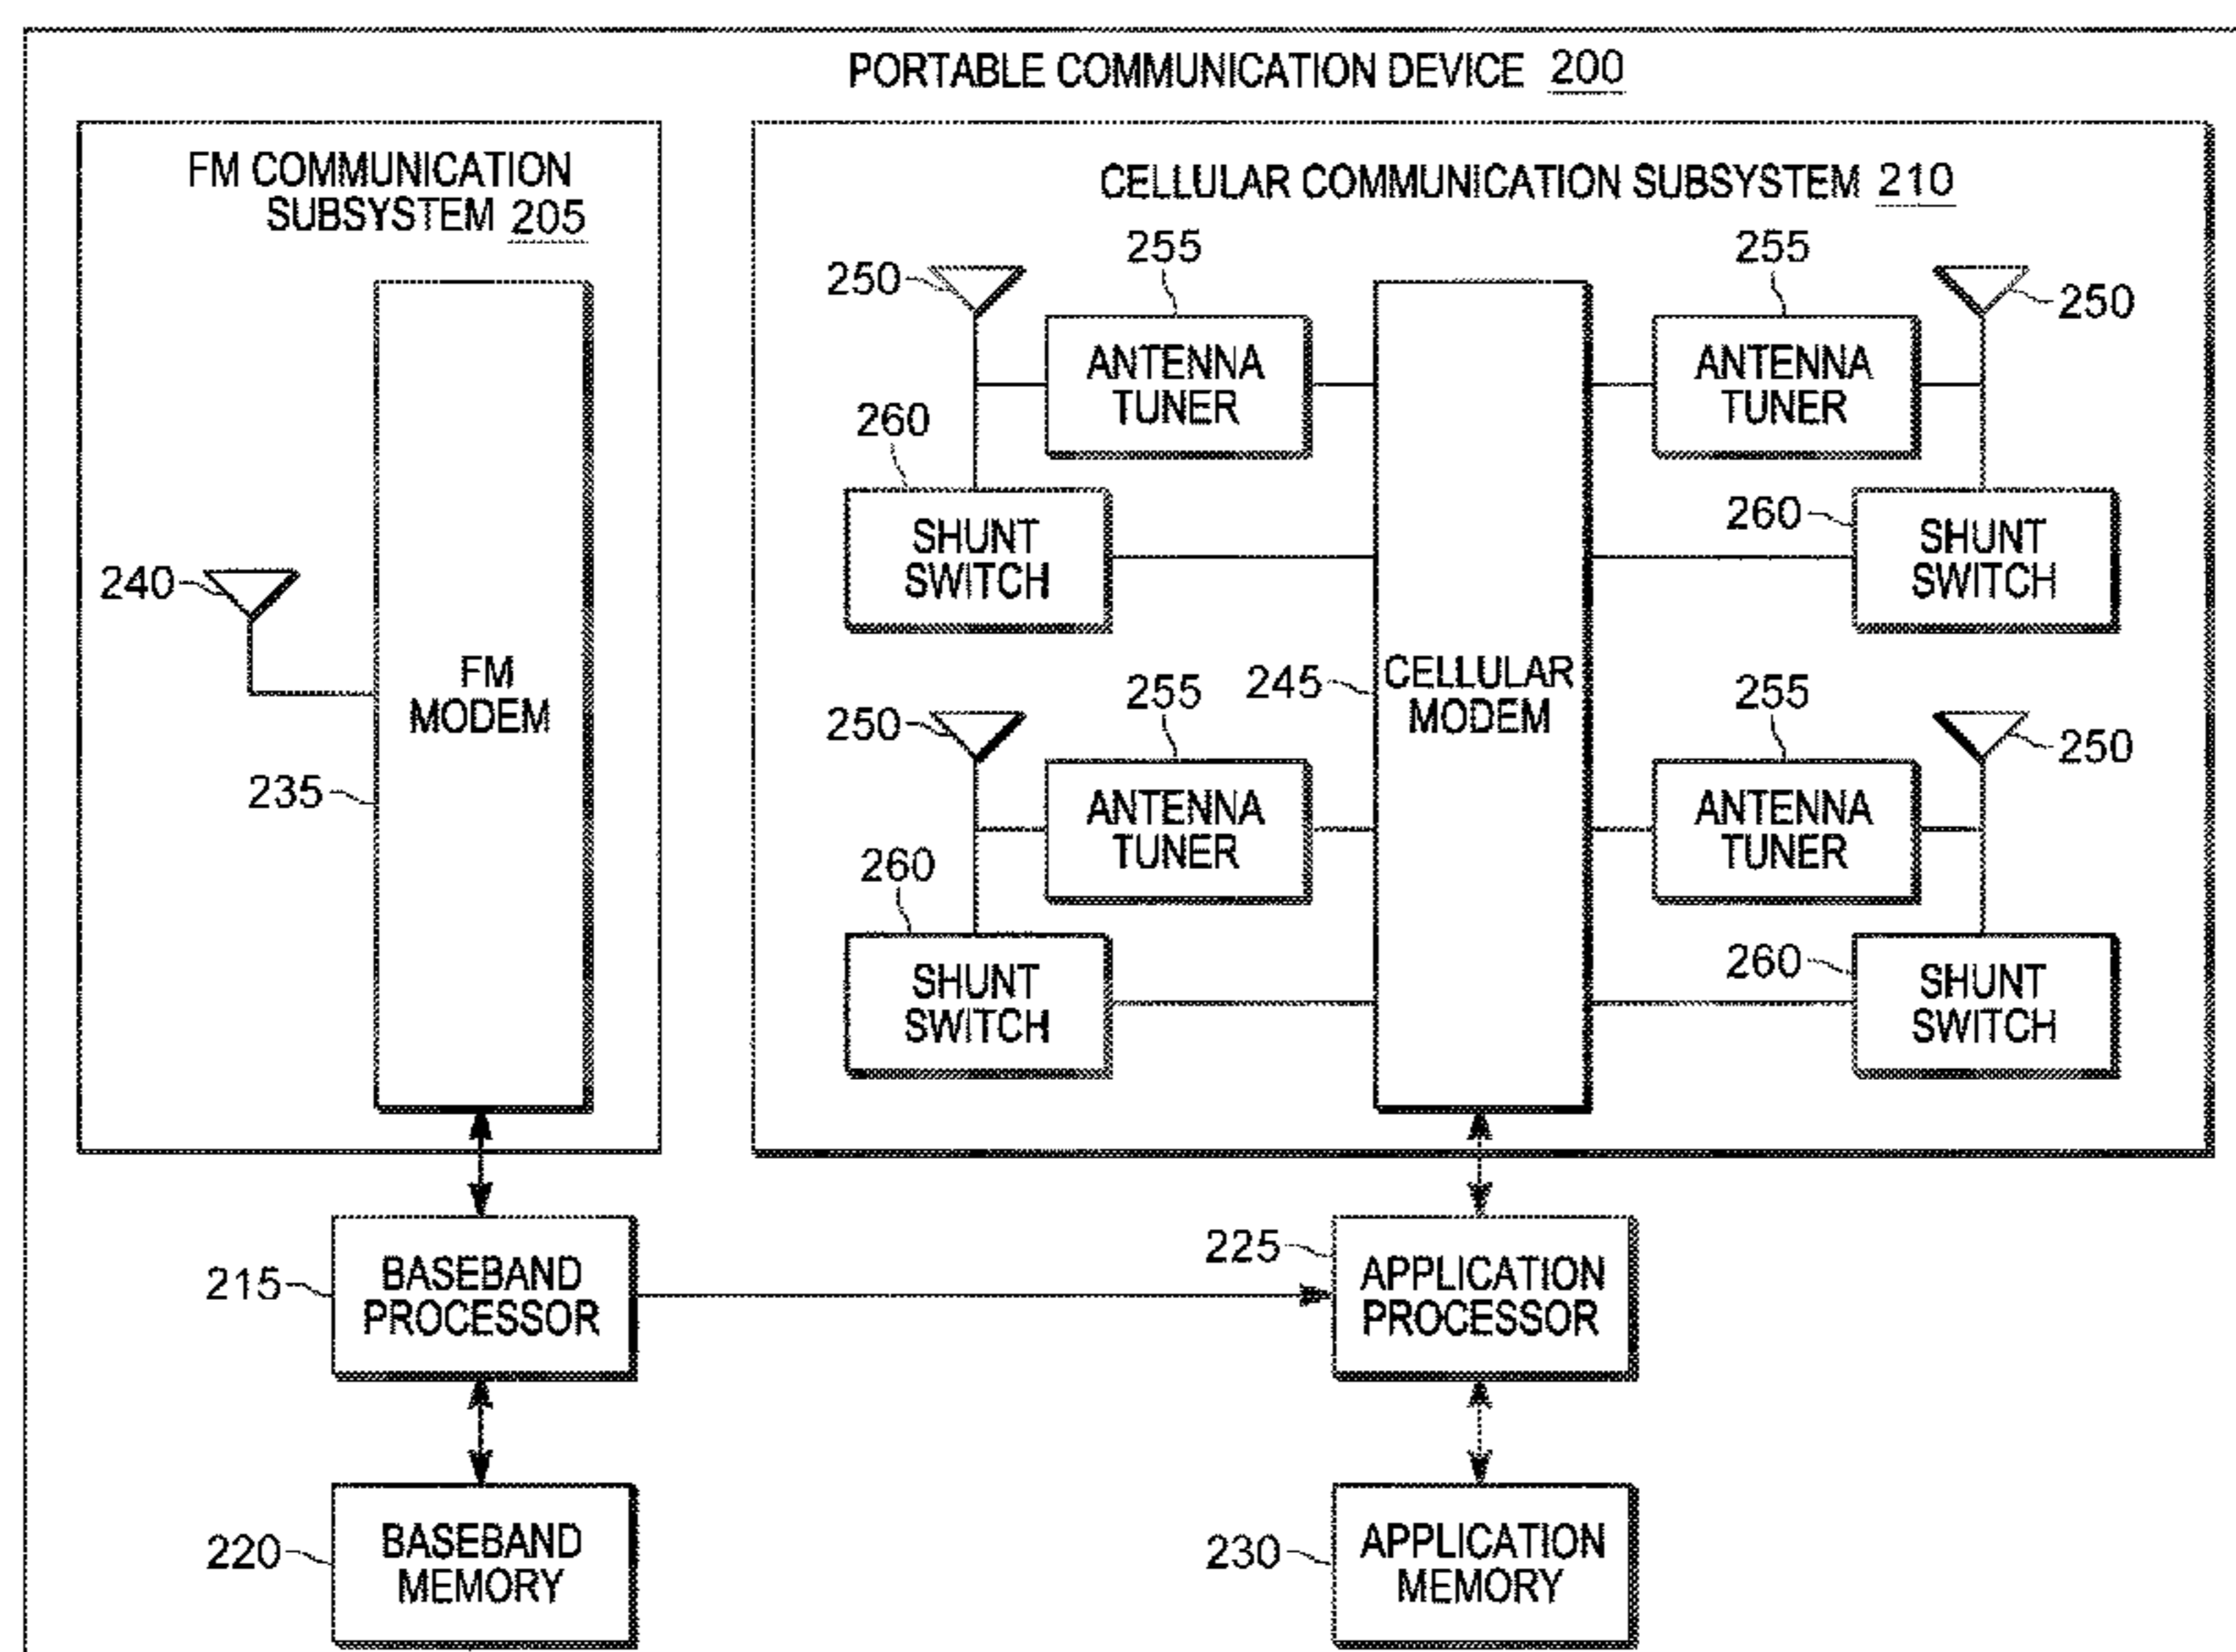 PORTABLE COMMUNICATION DEVICE 200
FM COMMUNICATION
SUBSYSTEM 205
240
FM
MODEM
235
CELLULAR COMMUNICATION SUBSYSTEM 210
250
255
255
250
ANTENNA
TUNER
ANTENNA
TUNER
260
SHUNT
SWITCH
260
SHUNT
SWITCH
245
CELLULAR
MODEM
250
255
255
250
ANTENNA
TUNER
ANTENNA
TUNER
260
SHUNT
SWITCH
260
SHUNT
SWITCH
215
BASEBAND
PROCESSOR
225
APPLICATION
PROCESSOR
220
BASEBAND
MEMORY
230
APPLICATION
MEMORY